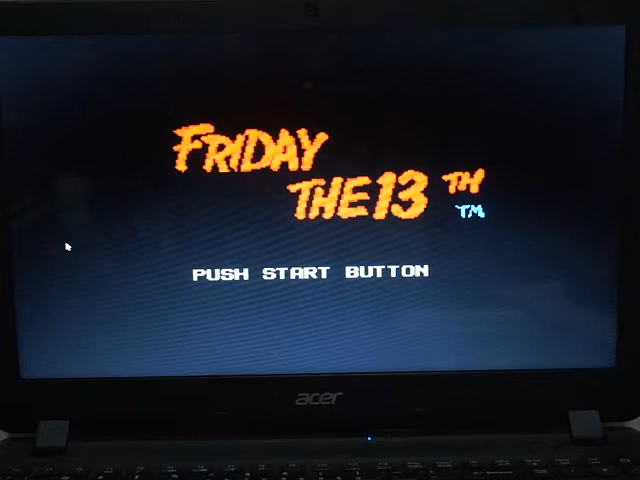 FRIDAY
THE 13 TH
TM
PUSH START BUTTON
acer